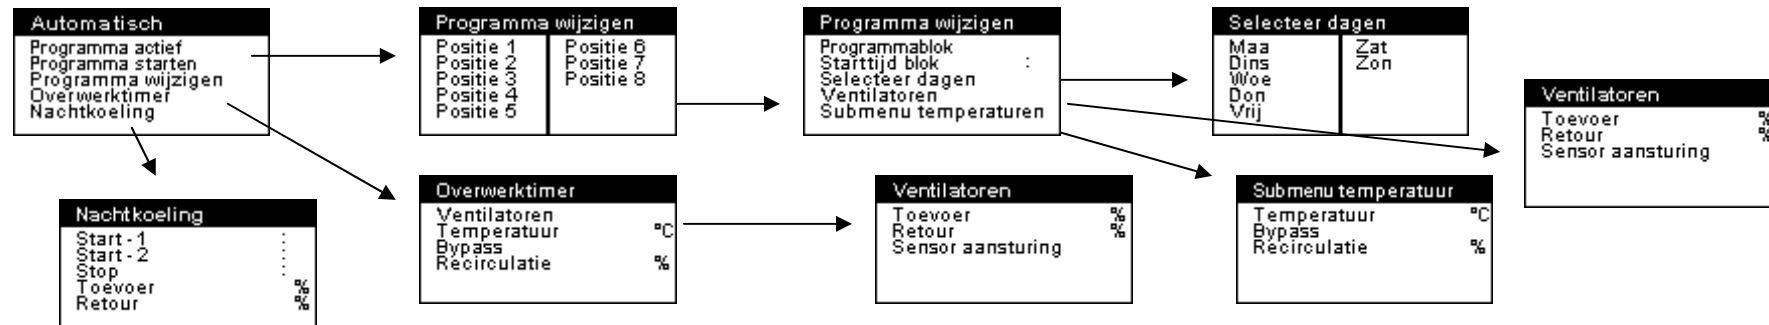 Automatisch
Programma actief
Programma starten
Programma wijzigen
Overwerktimer
Nachtkoeling
Programma wijzigen
Positie 1
Positie 2
Positie 3
Positie 4
Positie 5
Positie 6
Positie 7
Positie 8
Programma wijzigen
Programmablok
Starttijd blok :
Selecteer dagen
Ventilatoren
Submenu temperaturen
Selecteer dagen
Maa
Dins
Woe
Don
Vrij
Zat
Zon
Ventilatoren
Toevoer %
Retour %
Sensor aansturing
Nachtkoeling
Start-1 :
Start-2 :
Stop :
Toevoer %
Retour %
Overwerktimer
Ventilatoren
Temperatuur °C
Bypass
Recirculatie %
Ventilatoren
Toevoer %
Retour %
Sensor aansturing
Submenu temperatuur
Temperatuur °C
Bypass
Recirculatie %